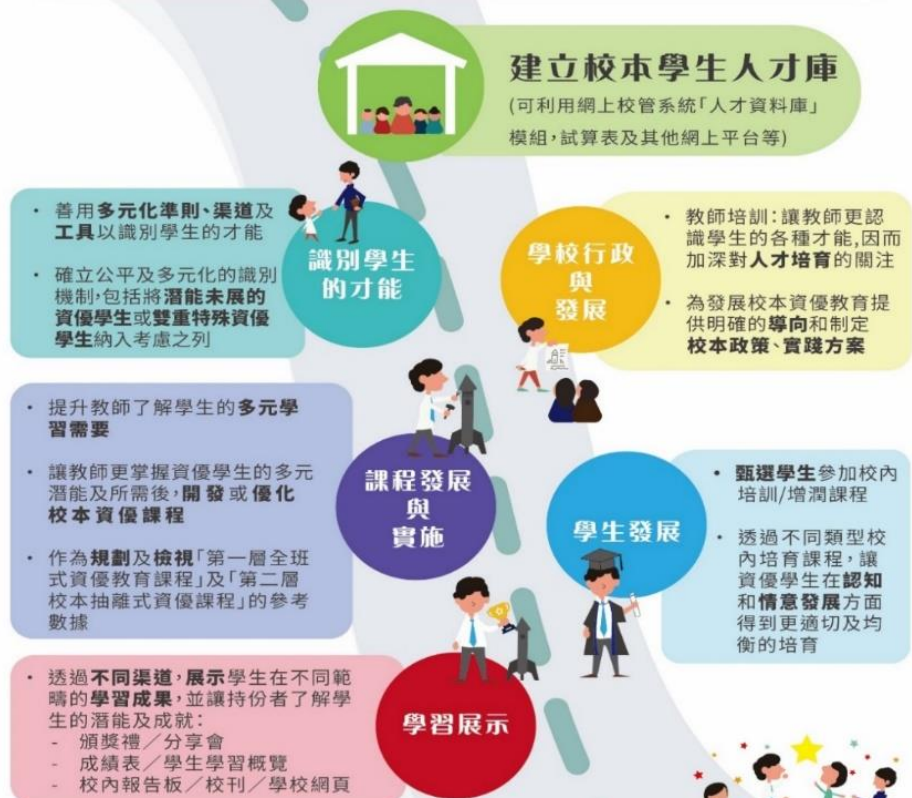 建立校本學生人才庫
(可利用網上校管系統「人才資料庫」
模組,試算表及其他網上平台等)
• 善用多元化準則、渠道及
工具以識別學生的才能
• 確立公平及多元化的識別
機制,包括將潛能未展的
資優學生或雙重特殊資優
學生納入考慮之列
識別學生
的才能
學校行政
與
發展
• 教師培訓:讓教師更認
識學生的各種才能,因而
加深對人才培育的關注
• 為發展校本資優教育提
供明確的導向和制定
校本政策、實踐方案
• 提升教師了解學生的多元學
習需要
• 讓教師更掌握資優學生的多元
潛能及所需後,開發或優化
校本資優課程
• 作為規劃及檢視「第一層全班
式資優教育課程」及「第二層
校本抽離式資優課程」的參考
數據
課程發展
與
實施
學生發展
• 甄選學生參加校內
培訓/增潤課程
• 透過不同類型校
內培育課程,讓
資優學生在認知
和情意發展方面
得到更適切及均
衡的培育
• 透過不同渠道,展示學生在不同範
疇的學習成果,並讓持份者了解學
生的潛能及成就:
- 頒獎禮/分享會
- 成績表/學生學習概覽
- 校內報告板/校刊/學校網頁
學習展示